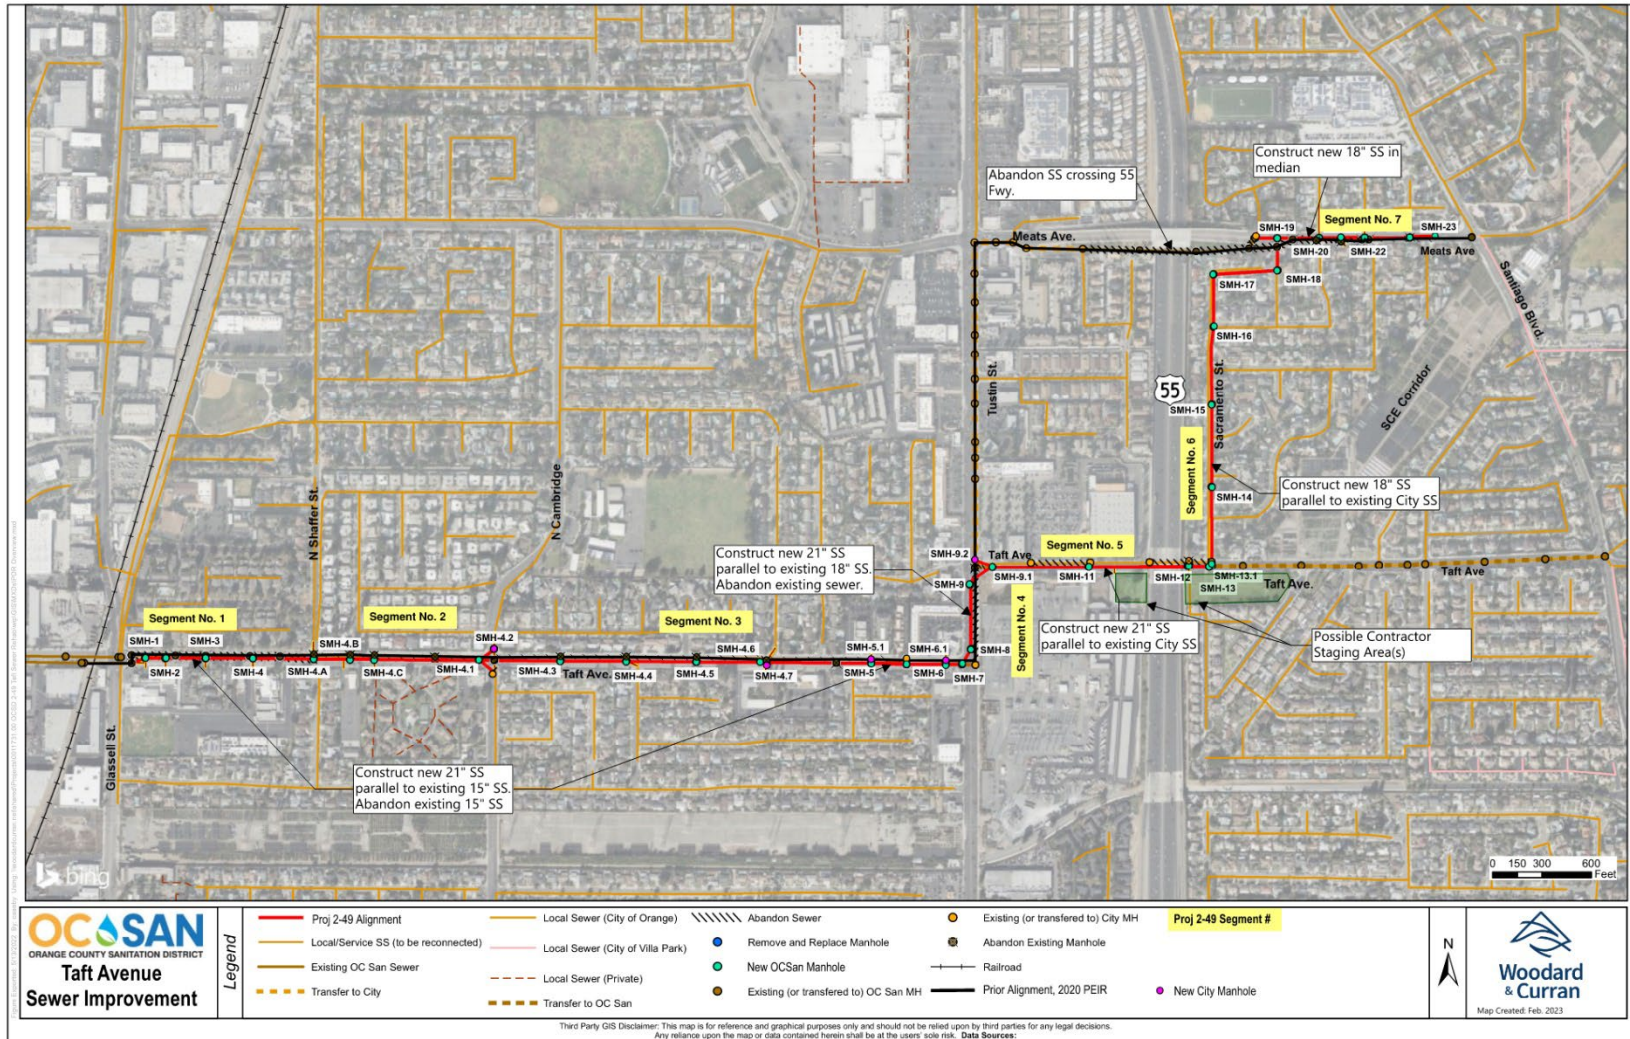 Construct new 18" SS in
median
Abandon SS crossing 55
Fwy.
SMH-19
Segment No. 7
SMH-23
Meats Ave.
SMH-20
SMH-22
Meats Ave
SMH-17
SMH-18
Santiago Blvd.
SMH-16
Tustin St.
55
Sacramento St.
SCE Corridor
SMH-15
Segment No. 6
N Cambridge
N Shaffer St.
Construct new 18" SS
parallel to existing City SS
SMH-14
Construct new 21" SS
parallel to existing 18" SS.
Abandon existing sewer.
SMH-9.2
Taft Ave
Segment No. 5
SMH-9
SMH-9.1
SMH-11
SMH-12
SMH-13.1
SMH-13
Taft Ave.
Taft Ave
Segment No. 4
Segment No. 1
Segment No. 2
Segment No. 3
Construct new 21" SS
parallel to existing City SS
Possible Contractor
Staging Area(s)
SMH-1
SMH-3
SMH-4.B
SMH-4.2
SMH-4.6
SMH-5.1
SMH-6.1
SMH-8
SMH-2
SMH-4
SMH-4.A
SMH-4.C
SMH-4.1
SMH-4.3
Taft Ave.
SMH-4.4
SMH-4.5
SMH-4.7
SMH-5
SMH-6
SMH-7
Glassell St.
Construct new 21" SS
parallel to existing 15" SS.
Abandon existing 15" SS
bing
0 150 300 600
Feet
OC SAN
ORANGE COUNTY SANITATION DISTRICT
Taft Avenue
Sewer Improvement
Legend
Proj 2-49 Alignment
Local/Service SS (to be reconnected)
Existing OC San Sewer
Transfer to City
Local Sewer (City of Orange)
Local Sewer (City of Villa Park)
Local Sewer (Private)
Transfer to OC San
Abandon Sewer
Remove and Replace Manhole
New OCSan Manhole
Existing (or transfered to) OC San MH
Existing (or transfered to) City MH
Abandon Existing Manhole
Railroad
Prior Alignment, 2020 PEIR
Proj 2-49 Segment #
New City Manhole
N
Woodard
& Curran
Map Created: Feb. 2023
Third Party GIS Disclaimer: This map is for reference and graphical purposes only and should not be relied upon by third parties for any legal decisions.
Any reliance upon the map or data contained herein shall be at the users' sole risk. Data Sources: